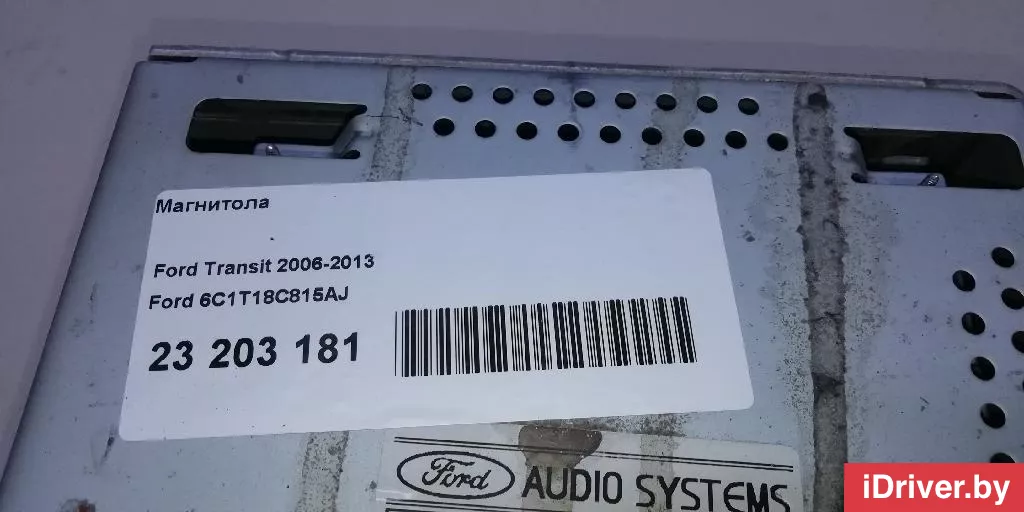 Магнитола
Ford Transit 2006-2013
Ford 6C1T18C815AJ
23 203 181
Ford AUDIO SYSTEMS
iDriver.by